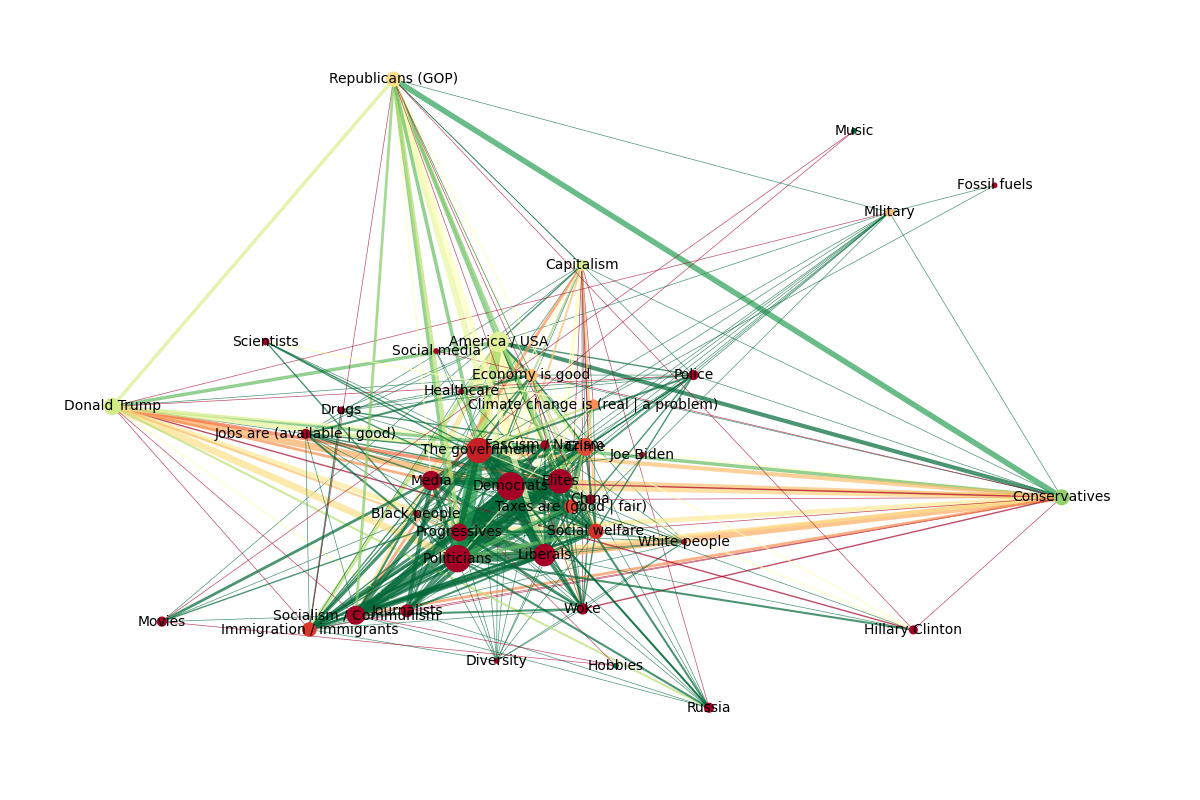 Republicans (GOP)
Music
Fossil fuels
Military
Capitalism
Scientists
America / USA
Social media
Economy is good
Police
Healthcare
Donald Trump
Climate change is (real | a problem)
Drugs
Jobs are (available | good)
Fascism / Nazism
Crime
The government
Joe Biden
Media
Elites
Democrats
Conservatives
China
Taxes are (good | fair)
Black people
Progressives
Social welfare
White people
Liberals
Politicians
Woke
Journalists
Socialism / Communism
Movies
Immigration / Immigrants
Hillary Clinton
Diversity
Hobbies
Russia